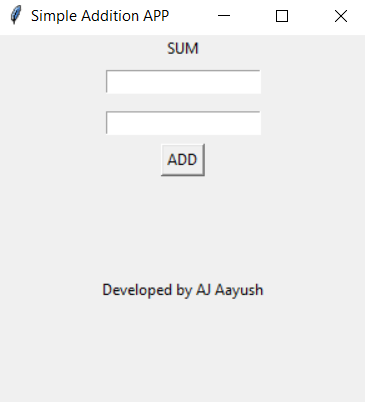 Simple Addition APP
SUM
ADD
Developed by AJ Aayush